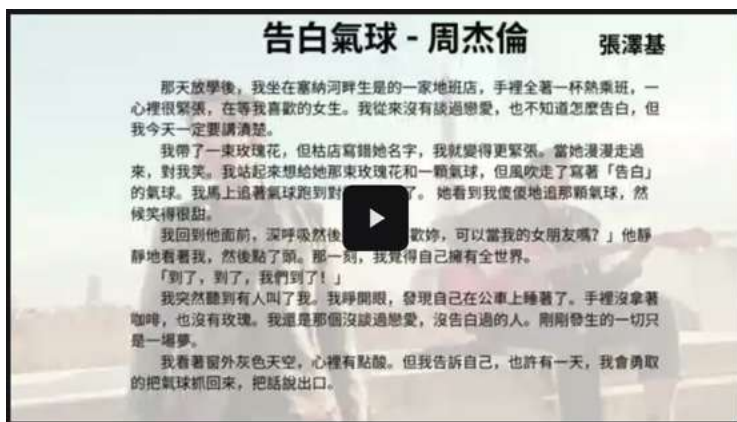 告白氣球 - 周杰倫
張澤基
那天放學後，我坐在塞納河畔生是的一家地班店，手裡全著一杯熱乘班，一
心裡很緊張，在等我喜歡的女生。我從來沒有談過戀愛，也不知道怎麼告白，但
我今天一定要講清楚。
我帶了一束玫瑰花，但枯店寫錯她名字，我就變得更緊張。當她漫漫走過
來，對我笑。我站起來想給她那束玫瑰花和一顆氣球，但風吹走了寫著「告白」
的氣球。我馬上追著氣球跑到對 了。她看到我傻傻地追那顆氣球，然
候笑得很甜。
我回到他面前，深呼吸然後 歡妳，可以當我的女朋友嗎？」他靜
靜地看著我，然後點了頭。那一刻，我覺得自己擁有全世界。
「到了，到了，我們到了！」
我突然聽到有人叫了我。我睜開眼，發現自己在公車上睡著了。手裡沒拿著
咖啡，也沒有玫瑰。我還是那個沒談過戀愛，沒告白過的人。剛剛發生的一切只
是一場夢。
我看著窗外灰色天空，心裡有點酸。但我告訴自己，也許有一天，我會勇取
的把氣球抓回來，把話說出口。